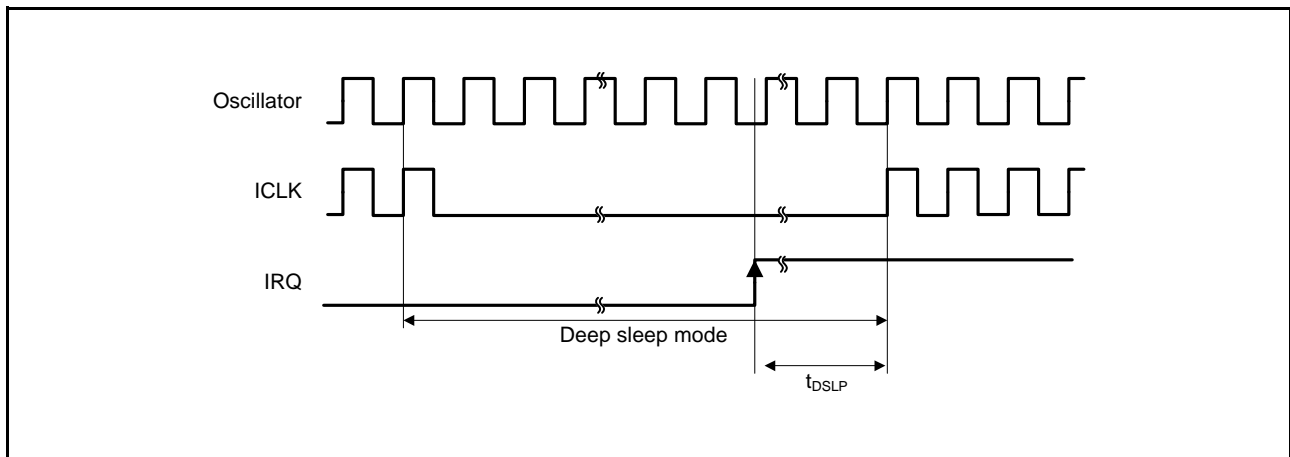 Oscillator
ICLK
IRQ
Deep sleep mode
tDSLP